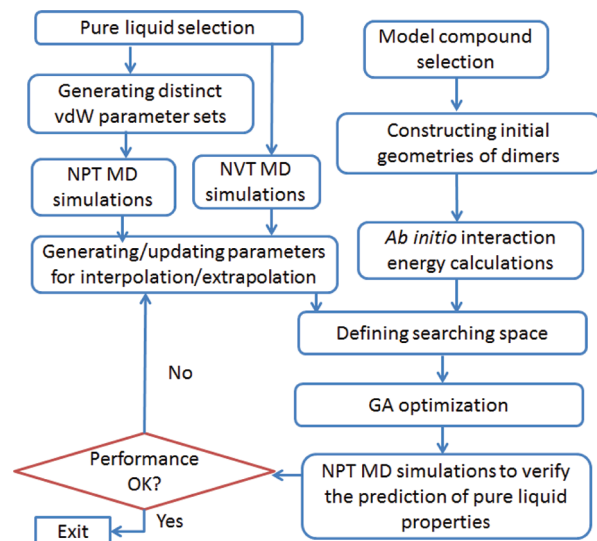 Pure liquid selection
Generating distinct
vdW parameter sets
NPT MD
simulations
NVT MD
simulations
Generating/updating parameters
for interpolation/extrapolation
Model compound
selection
Constructing initial
geometries of dimers
Ab initio interaction
energy calculations
Defining searching space
GA optimization
NPT MD simulations to verify
the prediction of pure liquid
properties
Performance
OK?
No
Yes
Exit